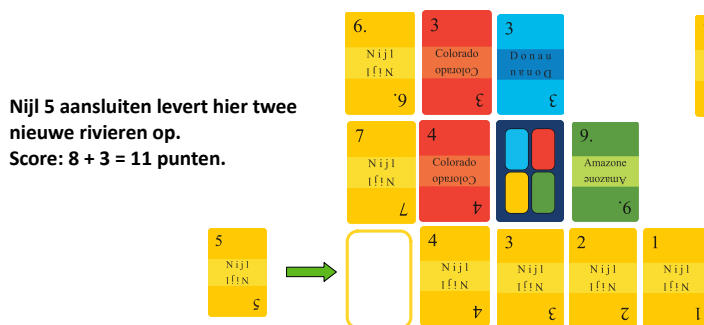 6.
Nijl
Nijl
6.
3
Colorado
Colorado
3
3
Donau
Donau
3
Nijl 5 aansluiten levert hier twee
nieuwe rivieren op.
Score: 8 + 3 = 11 punten.
7
Nijl
Nijl
7
4
Colorado
Colorado
4
9.
Amazone
Amazone
9.
5
Nijl
Nijl
5
4
Nijl
Nijl
4
3
Nijl
Nijl
3
2
Nijl
Nijl
2
1
Nijl
Nijl
1